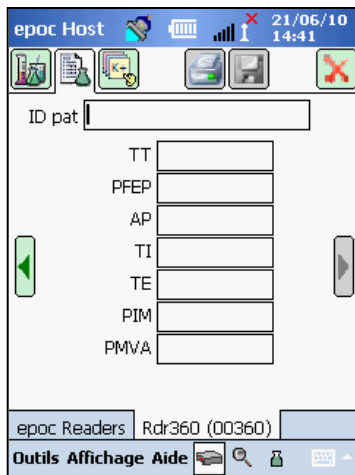 epoc Host 21/06/10
14:41
K+
ID pat
TT
PFEP
AP
TI
TE
PIM
PMVA
epoc Readers Rdr360 (00360)
Outils Affichage Aide